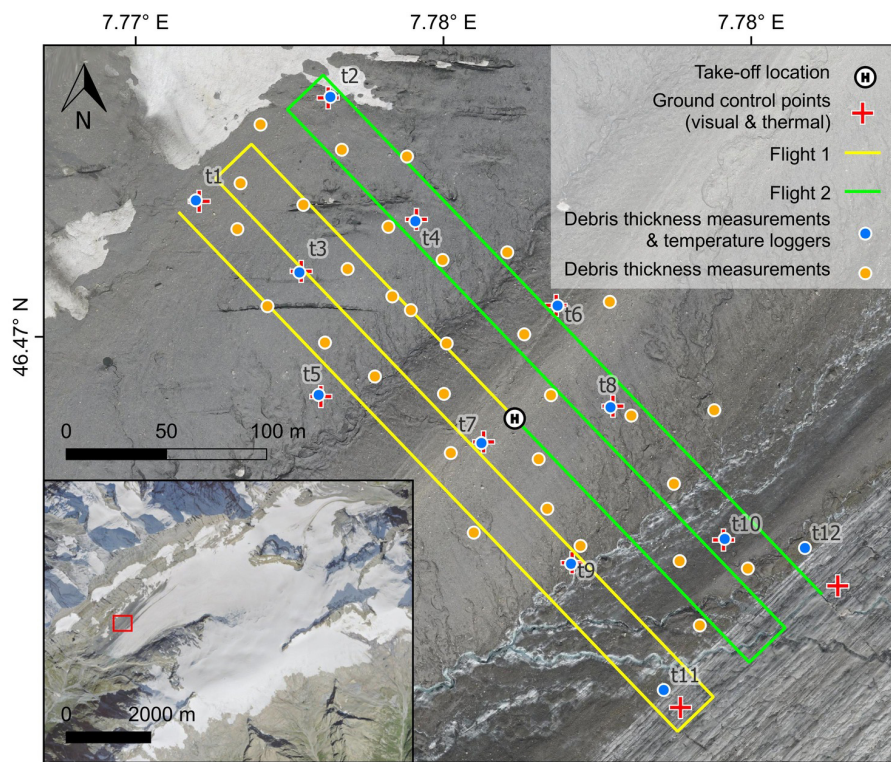 7.77° E
7.78° E
7.78° E
46.47° N
N
Take-off location
H
Ground control points
(visual & thermal)
Flight 1
Flight 2
Debris thickness measurements
& temperature loggers
Debris thickness measurements
t2
t1
t4
t3
t6
t5
t8
t7
H
t10
t12
t9
t11
0 50 100 m
0 2000 m